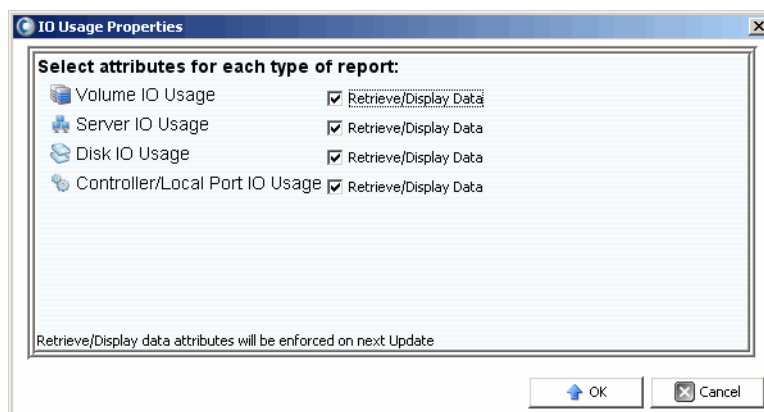 IO Usage Properties
Select attributes for each type of report:
Volume IO Usage Retrieve/Display Data
Server IO Usage Retrieve/Display Data
Disk IO Usage Retrieve/Display Data
Controller/Local Port IO Usage Retrieve/Display Data
Retrieve/Display data attributes will be enforced on next Update
OK Cancel